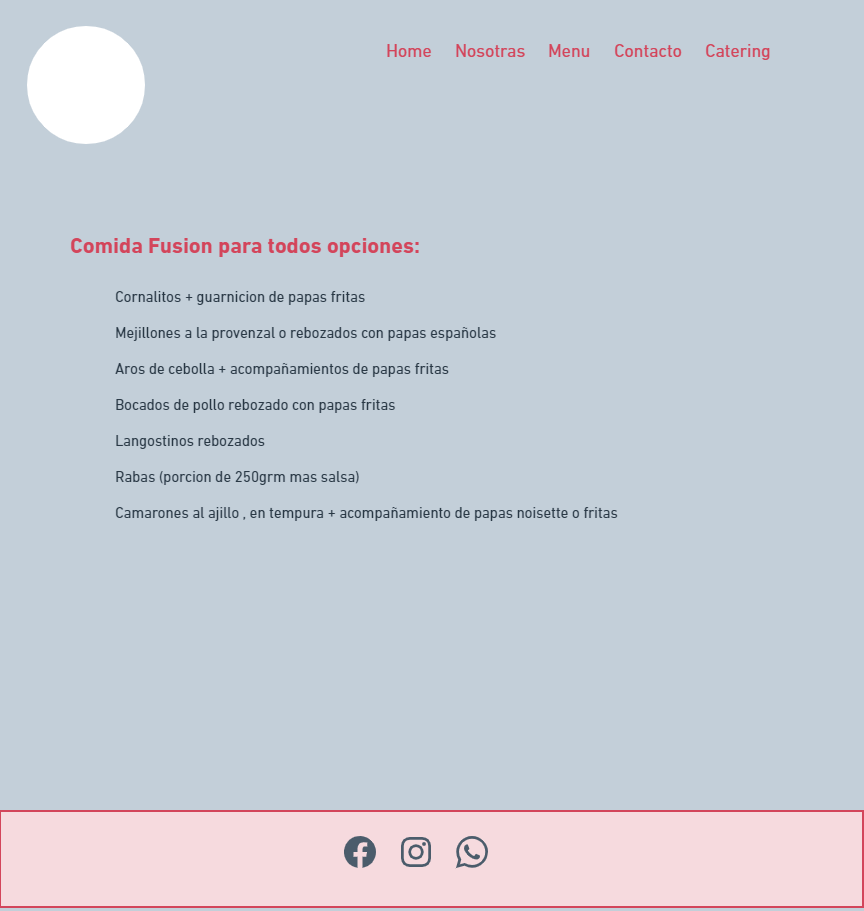 Home Nosotras Menu Contacto Catering
Comida Fusion para todos opciones:
Cornalitos + guarnicion de papas fritas
Mejillones a la provenzal o rebozados con papas españolas
Aros de cebolla + acompañamientos de papas fritas
Bocados de pollo rebozado con papas fritas
Langostinos rebozados
Rabas (porcion de 250grm mas salsa)
Camarones al ajillo , en tempura + acompañamiento de papas noisette o fritas